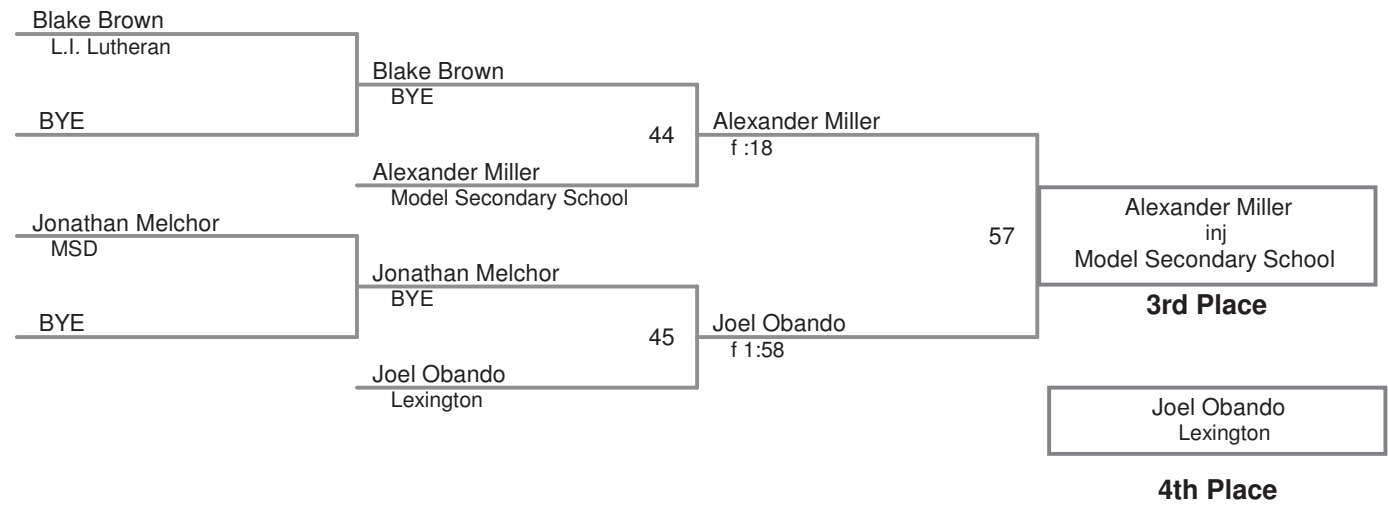 Blake Brown
L.I. Lutheran
BYE
Jonathan Melchor
MSD
BYE
Blake Brown
BYE
44
Alexander Miller
Model Secondary School
Jonathan Melchor
BYE
45
Joel Obando
Lexington
Alexander Miller
f :18
57
Joel Obando
f 1:58
Alexander Miller
inj
Model Secondary School
3rd Place
Joel Obando
Lexington
4th Place